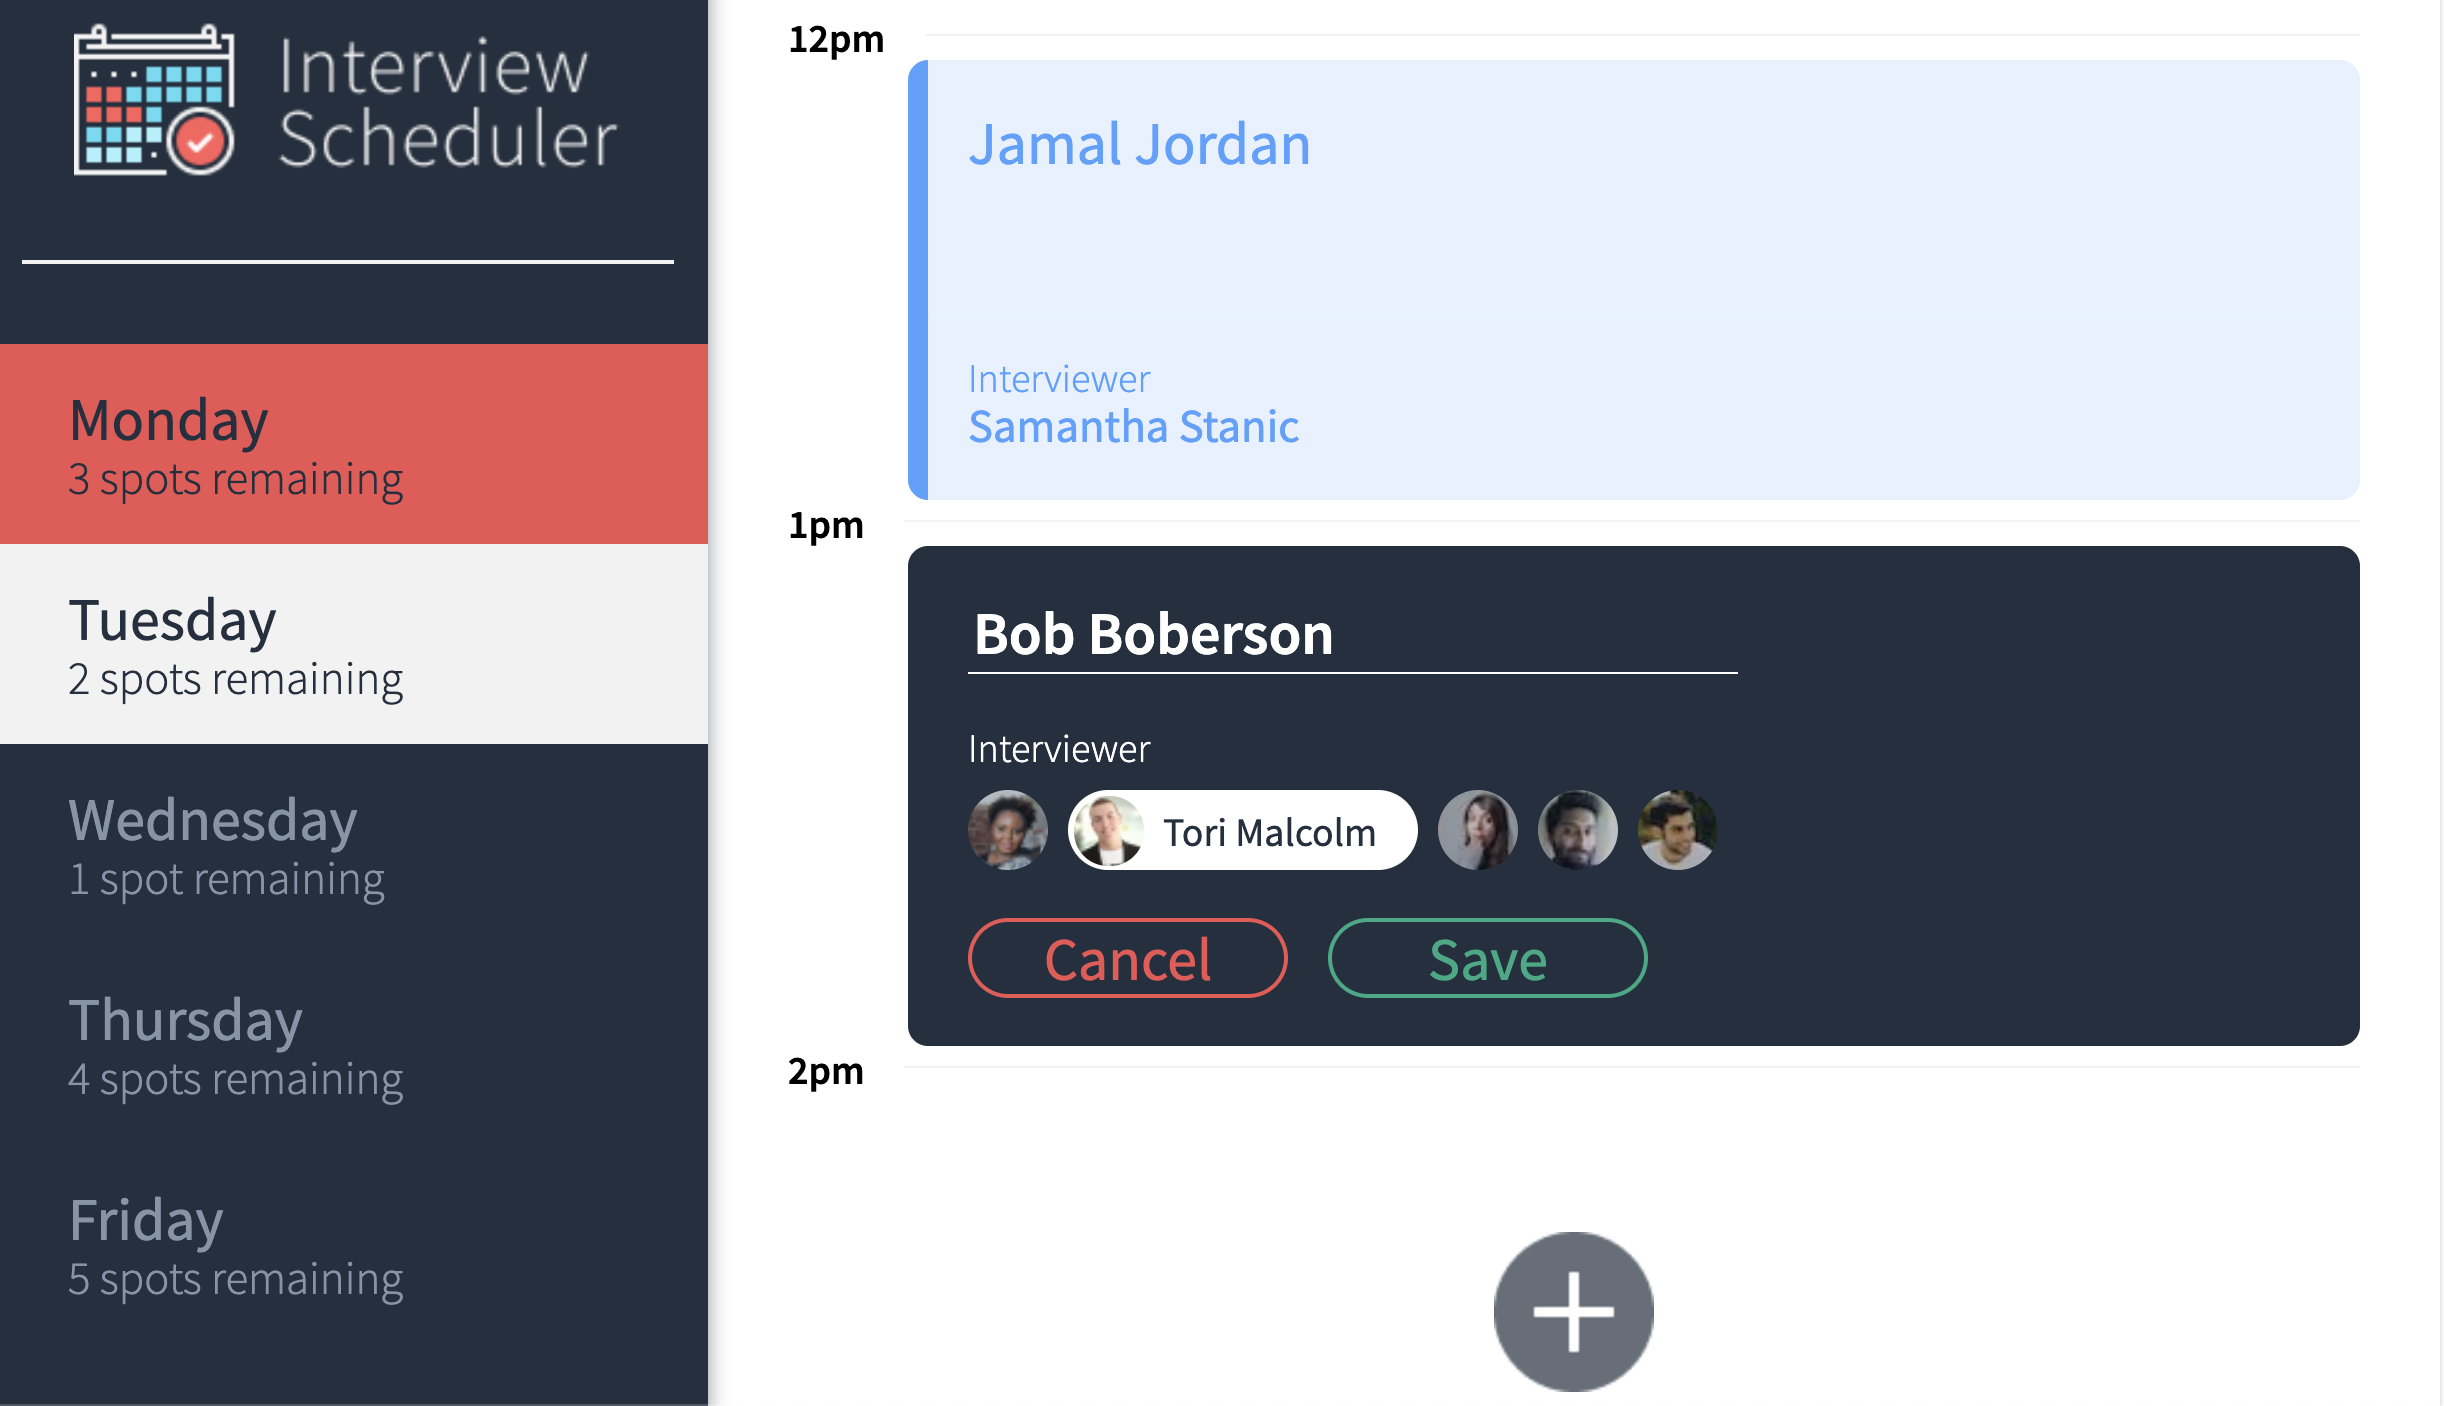 Interview
Scheduler
Monday
3 spots remaining
Tuesday
2 spots remaining
Wednesday
1 spot remaining
Thursday
4 spots remaining
Friday
5 spots remaining
12pm
Jamal Jordan
Interviewer
Samantha Stanic
1pm
Bob Boberson
Interviewer
Tori Malcolm
Cancel
Save
2pm